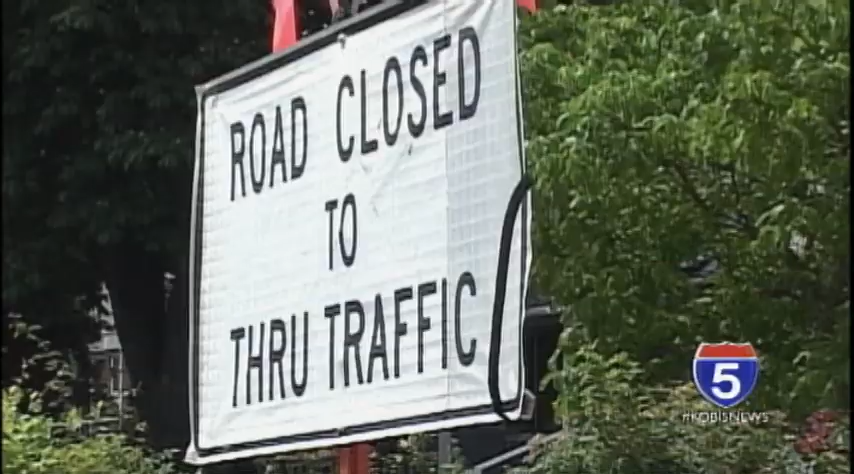 ROAD CLOSED
TO
THRU TRAFFIC
5
#KOBI5NEWS